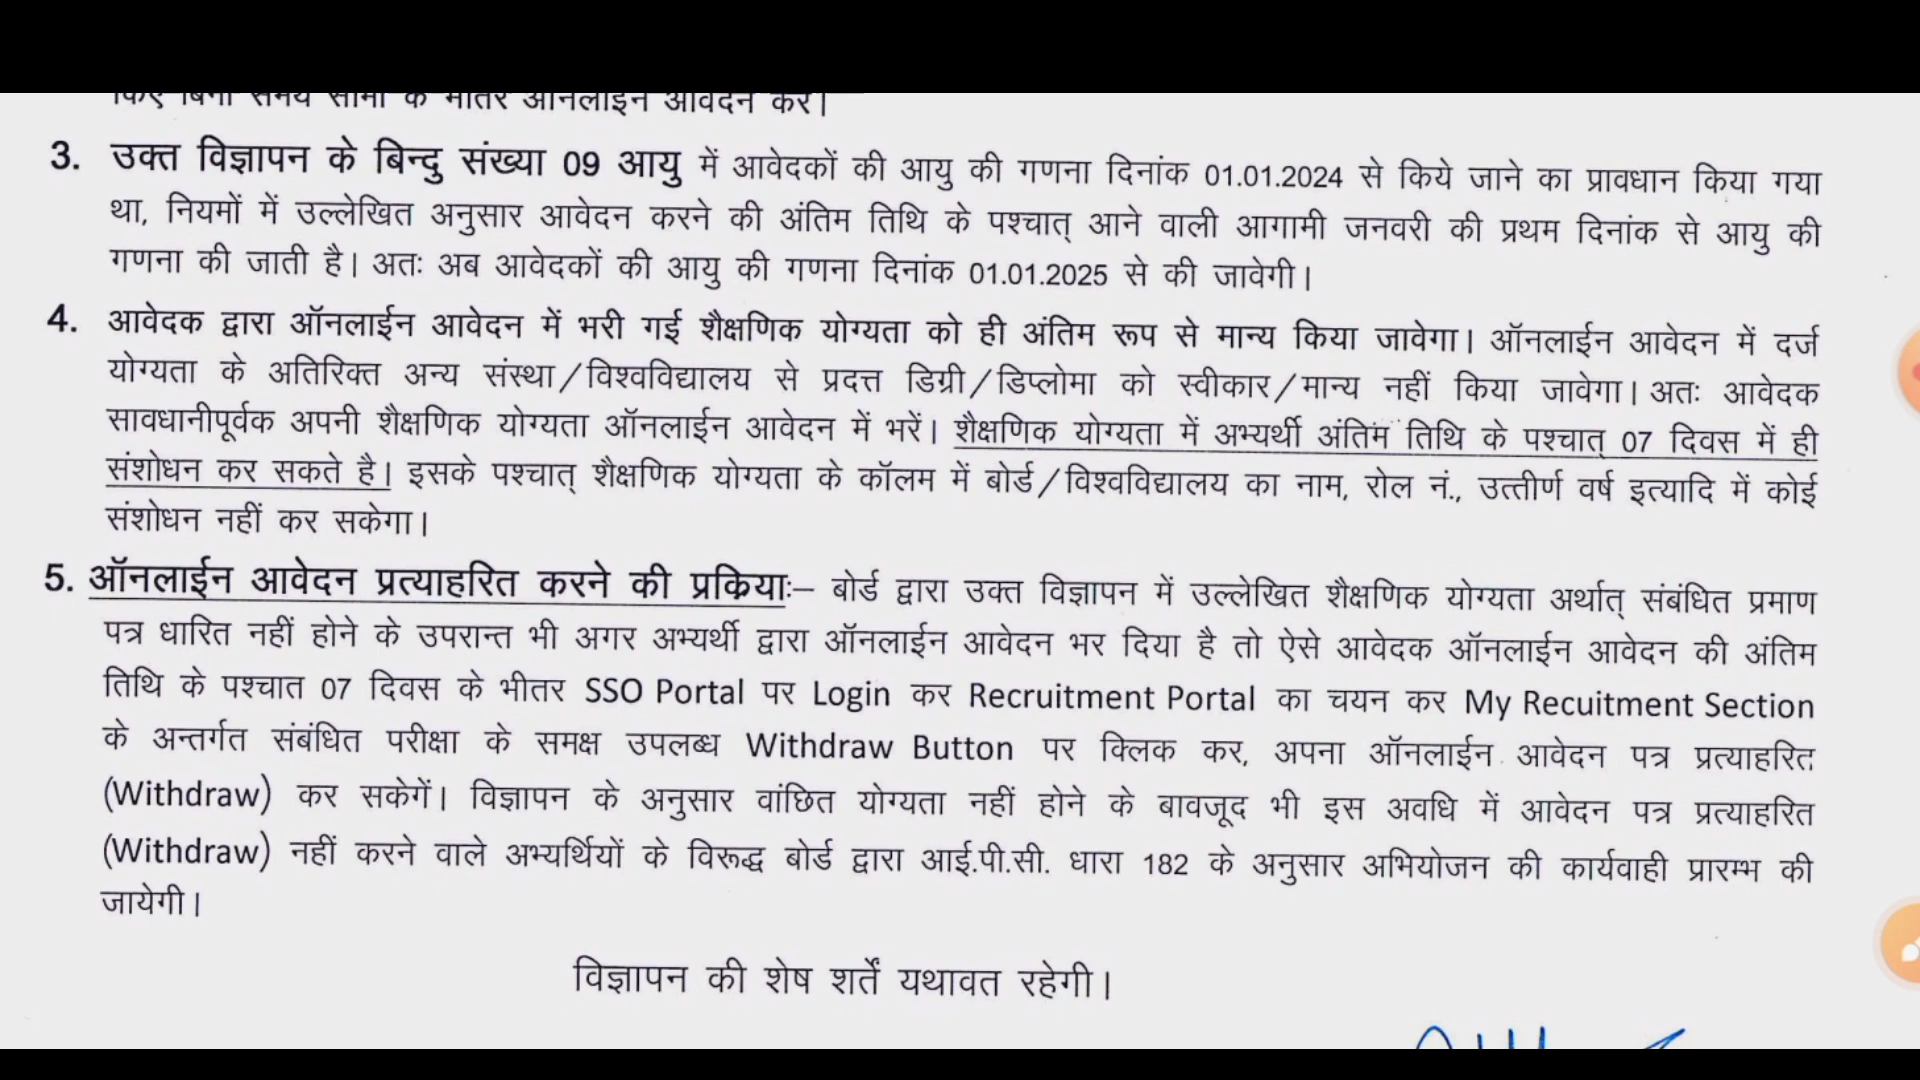 किए बिना समय सीमा के भीतर ऑनलाईन आवेदन करें।
3. उक्त विज्ञापन के बिन्दु संख्या 09 आयु में आवेदकों की आयु की गणना दिनांक 01.01.2024 से किये जाने का प्रावधान किया गया
था, नियमों में उल्लेखित अनुसार आवेदन करने की अंतिम तिथि के पश्चात् आने वाली आगामी जनवरी की प्रथम दिनांक से आयु की
गणना की जाती है। अतः अब आवेदकों की आयु की गणना दिनांक 01.01.2025 से की जावेगी।
4. आवेदक द्वारा ऑनलाईन आवेदन में भरी गई शैक्षणिक योग्यता को ही अंतिम रूप से मान्य किया जावेगा। ऑनलाईन आवेदन में दर्ज
योग्यता के अतिरिक्त अन्य संस्था/विश्वविद्यालय से प्रदत्त डिग्री/डिप्लोमा को स्वीकार/मान्य नहीं किया जावेगा। अतः आवेदक
सावधानीपूर्वक अपनी शैक्षणिक योग्यता ऑनलाईन आवेदन में भरें। शैक्षणिक योग्यता में अभ्यर्थी अंतिम तिथि के पश्चात् 07 दिवस में ही
संशोधन कर सकते है। इसके पश्चात् शैक्षणिक योग्यता के कॉलम में बोर्ड/विश्वविद्यालय का नाम, रोल नं., उत्तीर्ण वर्ष इत्यादि में कोई
संशोधन नहीं कर सकेगा।
5. ऑनलाईन आवेदन प्रत्याहरित करने की प्रकिया:– बोर्ड द्वारा उक्त विज्ञापन में उल्लेखित शैक्षणिक योग्यता अर्थात् संबंधित प्रमाण
पत्र धारित नहीं होने के उपरान्त भी अगर अभ्यर्थी द्वारा ऑनलाईन आवेदन भर दिया है तो ऐसे आवेदक ऑनलाईन आवेदन की अंतिम
तिथि के पश्चात 07 दिवस के भीतर SSO Portal पर Login कर Recruitment Portal का चयन कर My Recuitment Section
के अन्तर्गत संबंधित परीक्षा के समक्ष उपलब्ध Withdraw Button पर क्लिक कर, अपना ऑनलाईन आवेदन पत्र प्रत्याहरित
(Withdraw) कर सकेगें। विज्ञापन के अनुसार वांछित योग्यता नहीं होने के बावजूद भी इस अवधि में आवेदन पत्र प्रत्याहरित
(Withdraw) नहीं करने वाले अभ्यर्थियों के विरूद्ध बोर्ड द्वारा आई.पी.सी. धारा 182 के अनुसार अभियोजन की कार्यवाही प्रारम्भ की
जायेगी।
विज्ञापन की शेष शर्तें यथावत रहेगी।